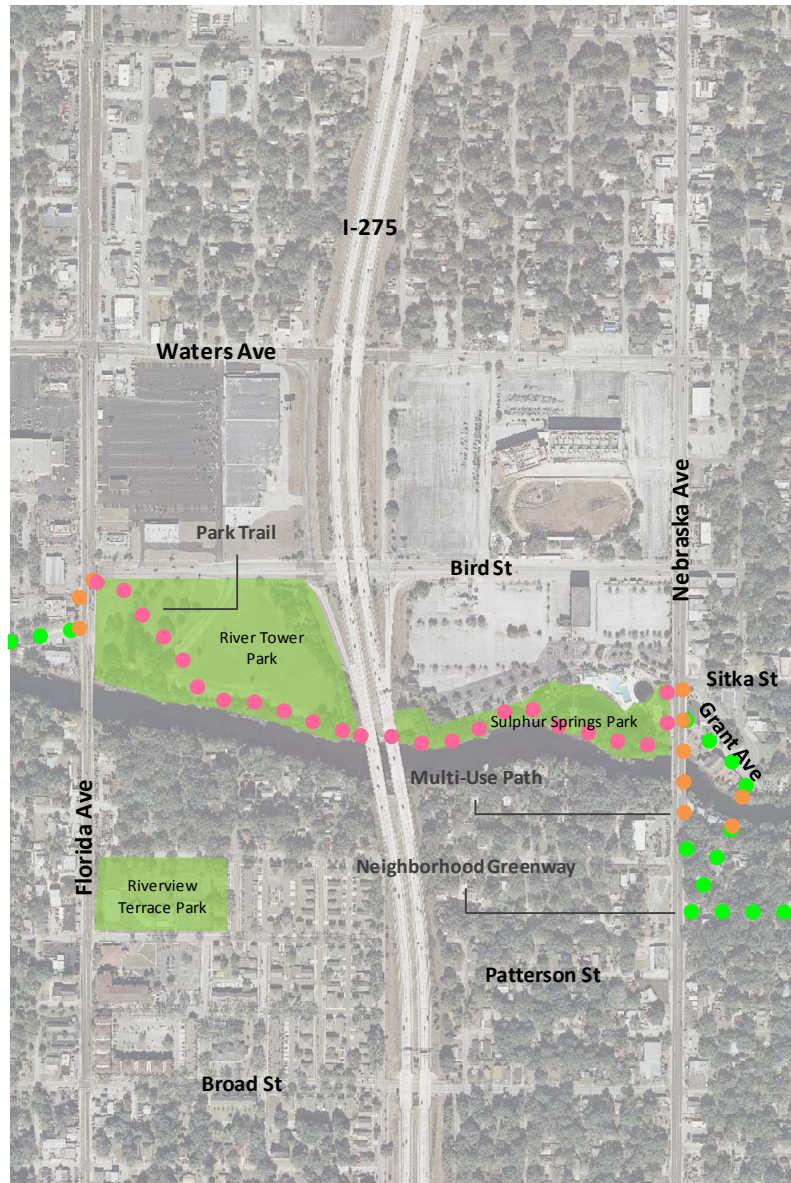 I-275
Waters Ave
Park Trail
Nebraska Ave
Bird St
River Tower
Park
Sitka St
Sulphur Springs Park
Grant Ave
Multi-Use Path
Florida Ave
Neighborhood Greenway
Riverview
Terrace Park
Patterson St
Broad St